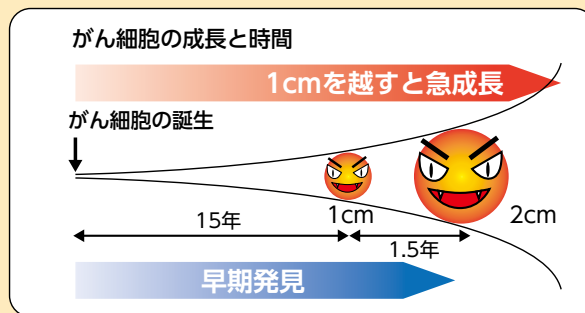 がん細胞の成長と時間
1cmを越すと急成長
がん細胞の誕生
15年
1cm
1.5年
2cm
早期発見